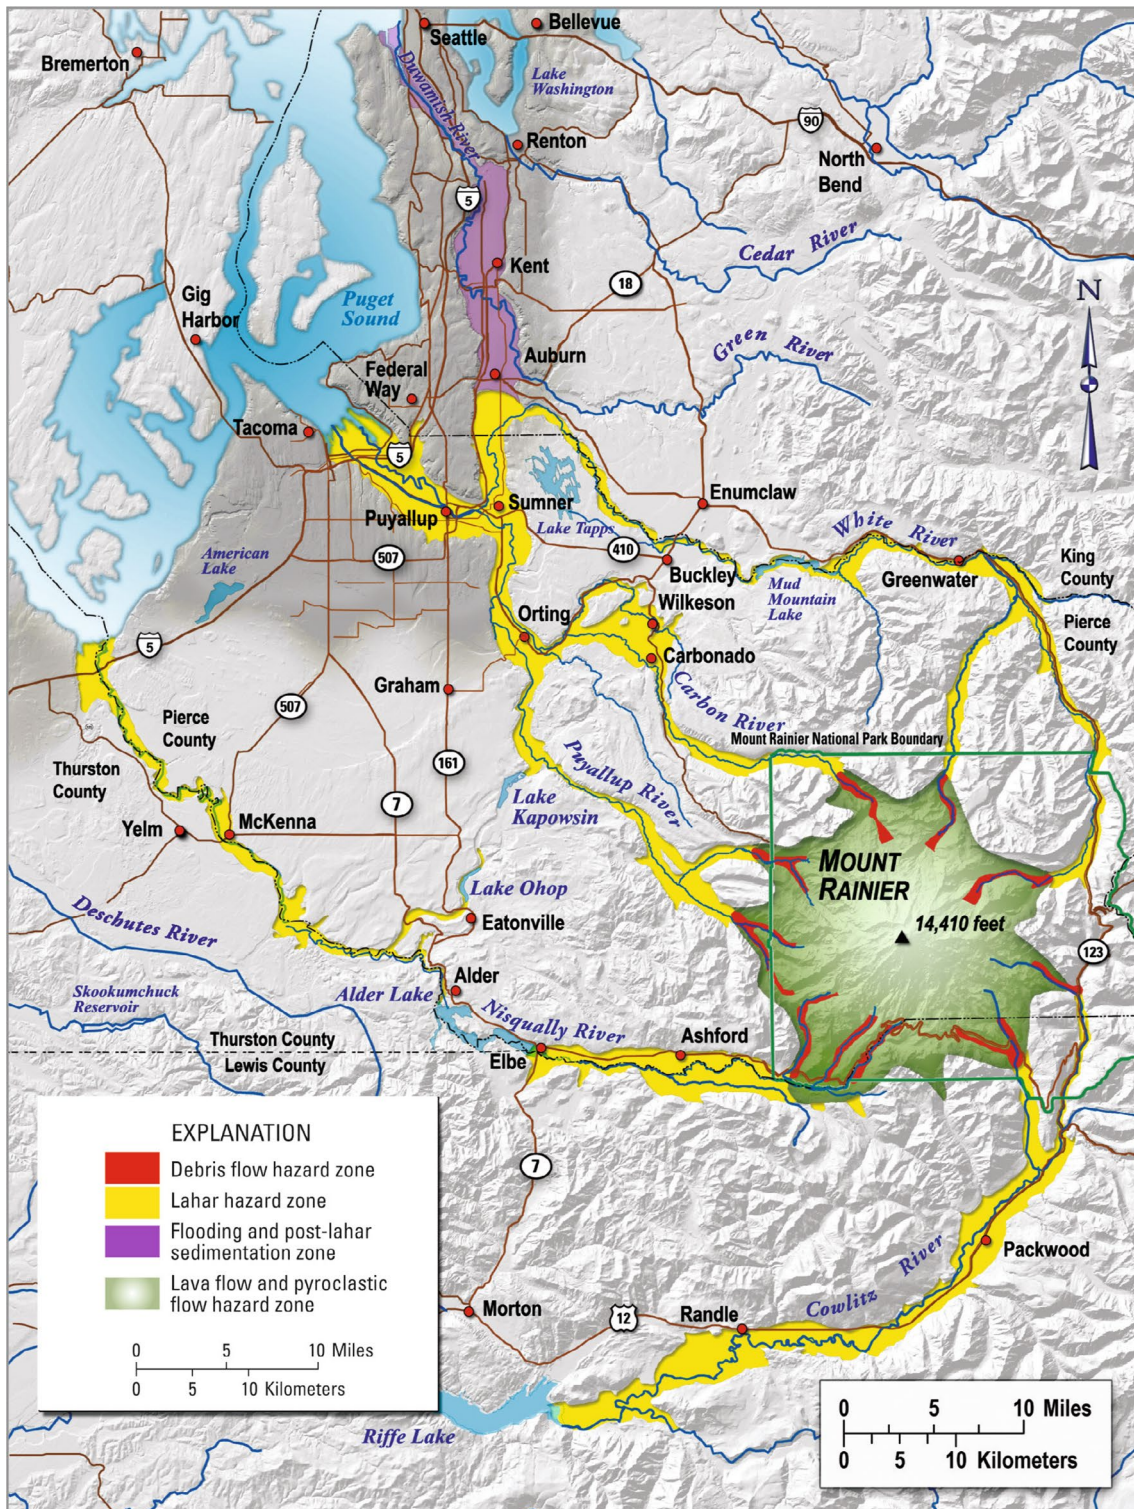 Seattle
Bellevue
Bremerton
Duwamish River
Lake
Washington
Renton
90
North
Bend
5
Cedar River
Kent
18
Gig
Harbor
Puget
Sound
N
Green River
Auburn
Federal
Way
Tacoma
5
Enumclaw
Sumner
Puyallup
Lake Tapps
White River
507
410
American
Lake
Buckley
Mud
Mountain
Lake
Greenwater
King
County
Wilkeson
Pierce
County
Orting
5
Carbonado
Graham
Carbon River
507
Pierce
County
Mount Rainier National Park Boundary
Puyallup River
161
Thurston
County
7
Lake
Kapowsin
Yelm
McKenna
MOUNT
RAINIER
Lake Ohop
Deschutes River
Eatonville
14,410 feet
123
Alder
Skookumchuck
Reservoir
Alder Lake
Nisqually River
Thurston County
Lewis County
Ashford
Elbe
EXPLANATION
Debris flow hazard zone
Lahar hazard zone
Flooding and post-lahar
sedimentation zone
Lava flow and pyroclastic
flow hazard zone
0 5 10 Miles
0 5 10 Kilometers
7
Packwood
River
Cowlitz
Morton
12
Randle
Riffe Lake
0 5 10 Miles
0 5 10 Kilometers